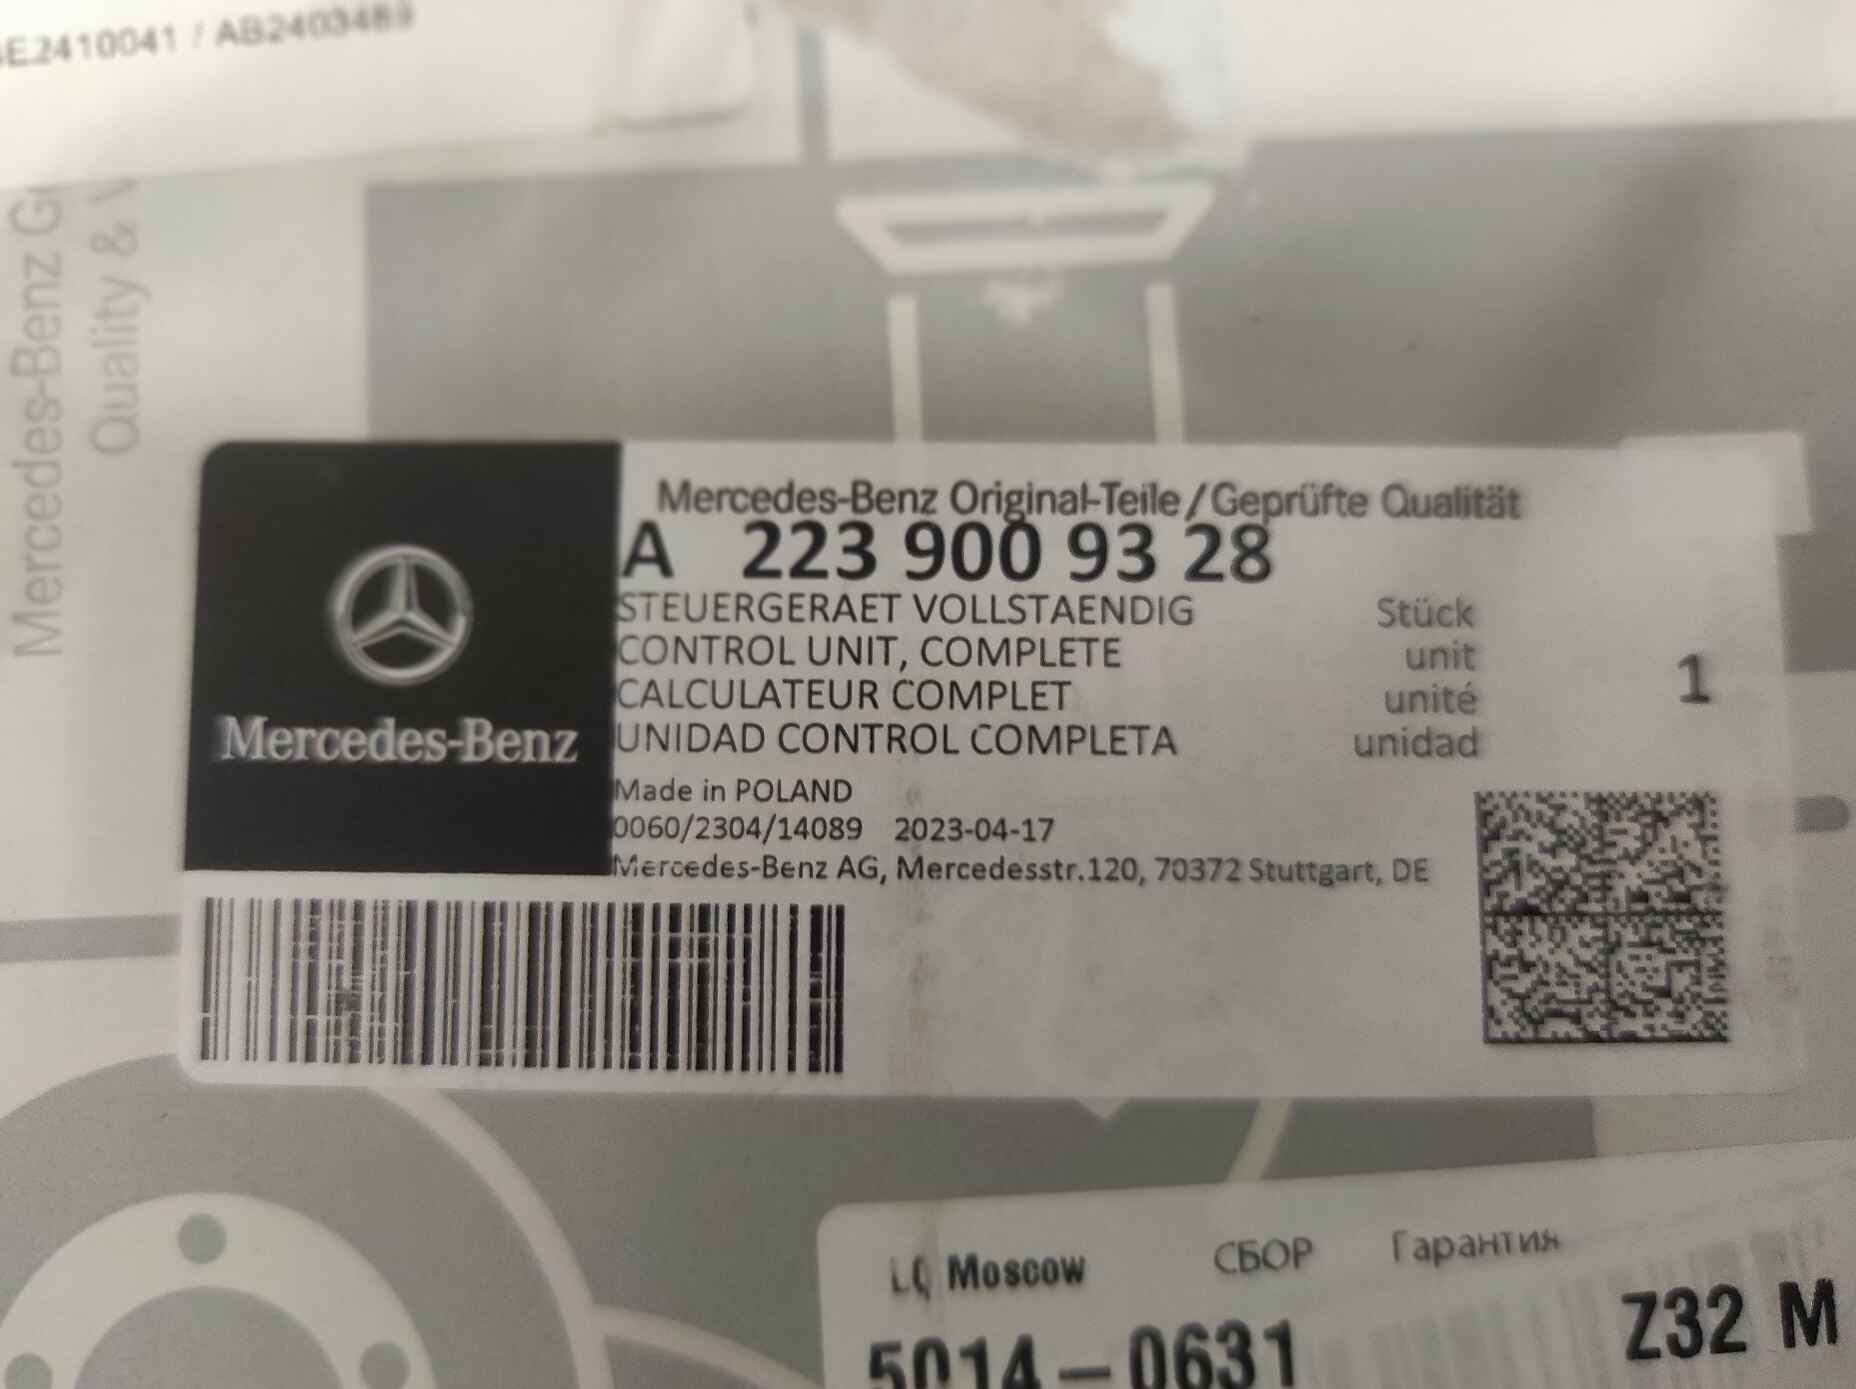 E2410041 / AB2403489
Mercedes-Benz
Quality &
Mercedes-Benz Original-Teile/Geprüfte Qualität
A 223 900 93 28
STEUERGERAET VOLLSTAENDIG Stück
CONTROL UNIT, COMPLETE unit
CALCULATEUR COMPLET unité 1
UNIDAD CONTROL COMPLETA unidad
Mercedes-Benz
Made in POLAND
0060/2304/14089 2023-04-17
Mercedes-Benz AG, Mercedesstr.120, 70372 Stuttgart, DE
Moscow СБОР Гарантия
5014-0631 Z32 M